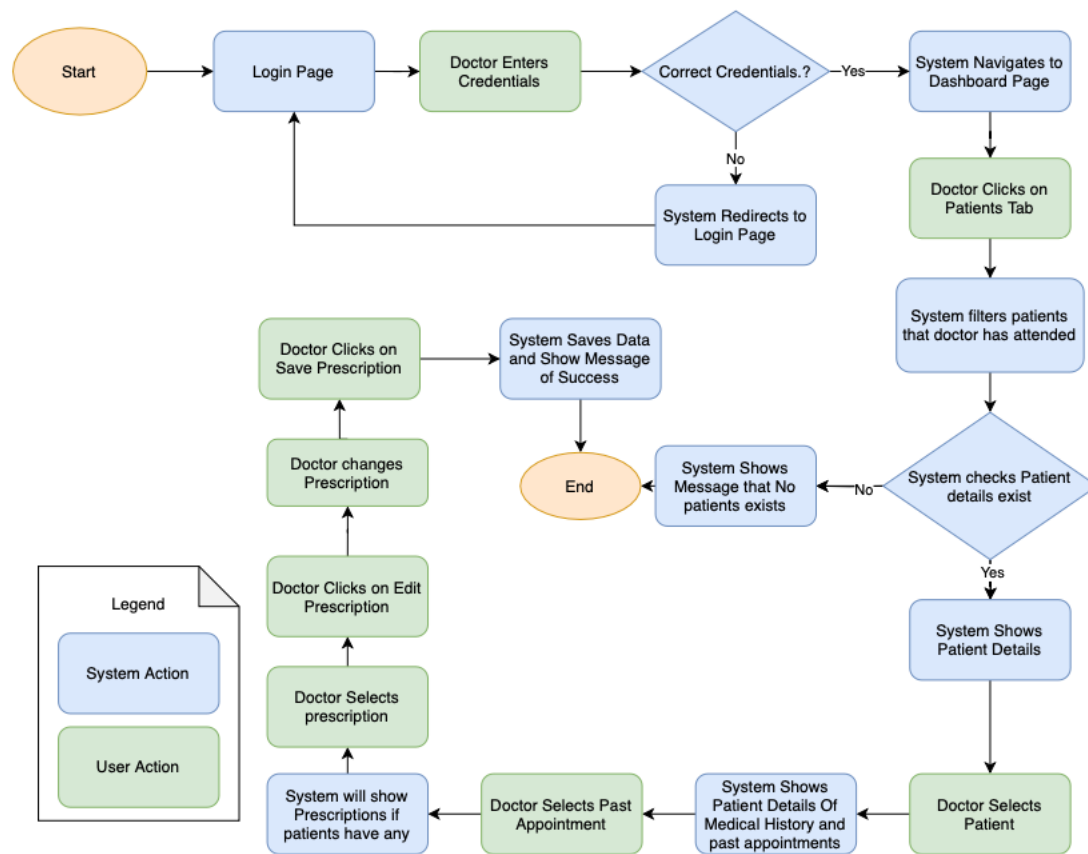 Start
Login Page
Doctor Enters
Credentials
Correct Credentials.?
Yes
System Navigates to
Dashboard Page
No
System Redirects to
Login Page
Doctor Clicks on
Patients Tab
System filters patients
that doctor has attended
System checks Patient
details exist
No
System Shows
Message that No
patients exists
End
Yes
System Shows
Patient Details
Doctor Selects
Patient
System Shows
Patient Details Of
Medical History and
past appointments
Doctor Selects Past
Appointment
System will show
Prescriptions if
patients have any
Doctor Selects
prescription
Doctor Clicks on Edit
Prescription
Doctor changes
Prescription
Doctor Clicks on
Save Prescription
System Saves Data
and Show Message
of Success
Legend
System Action
User Action